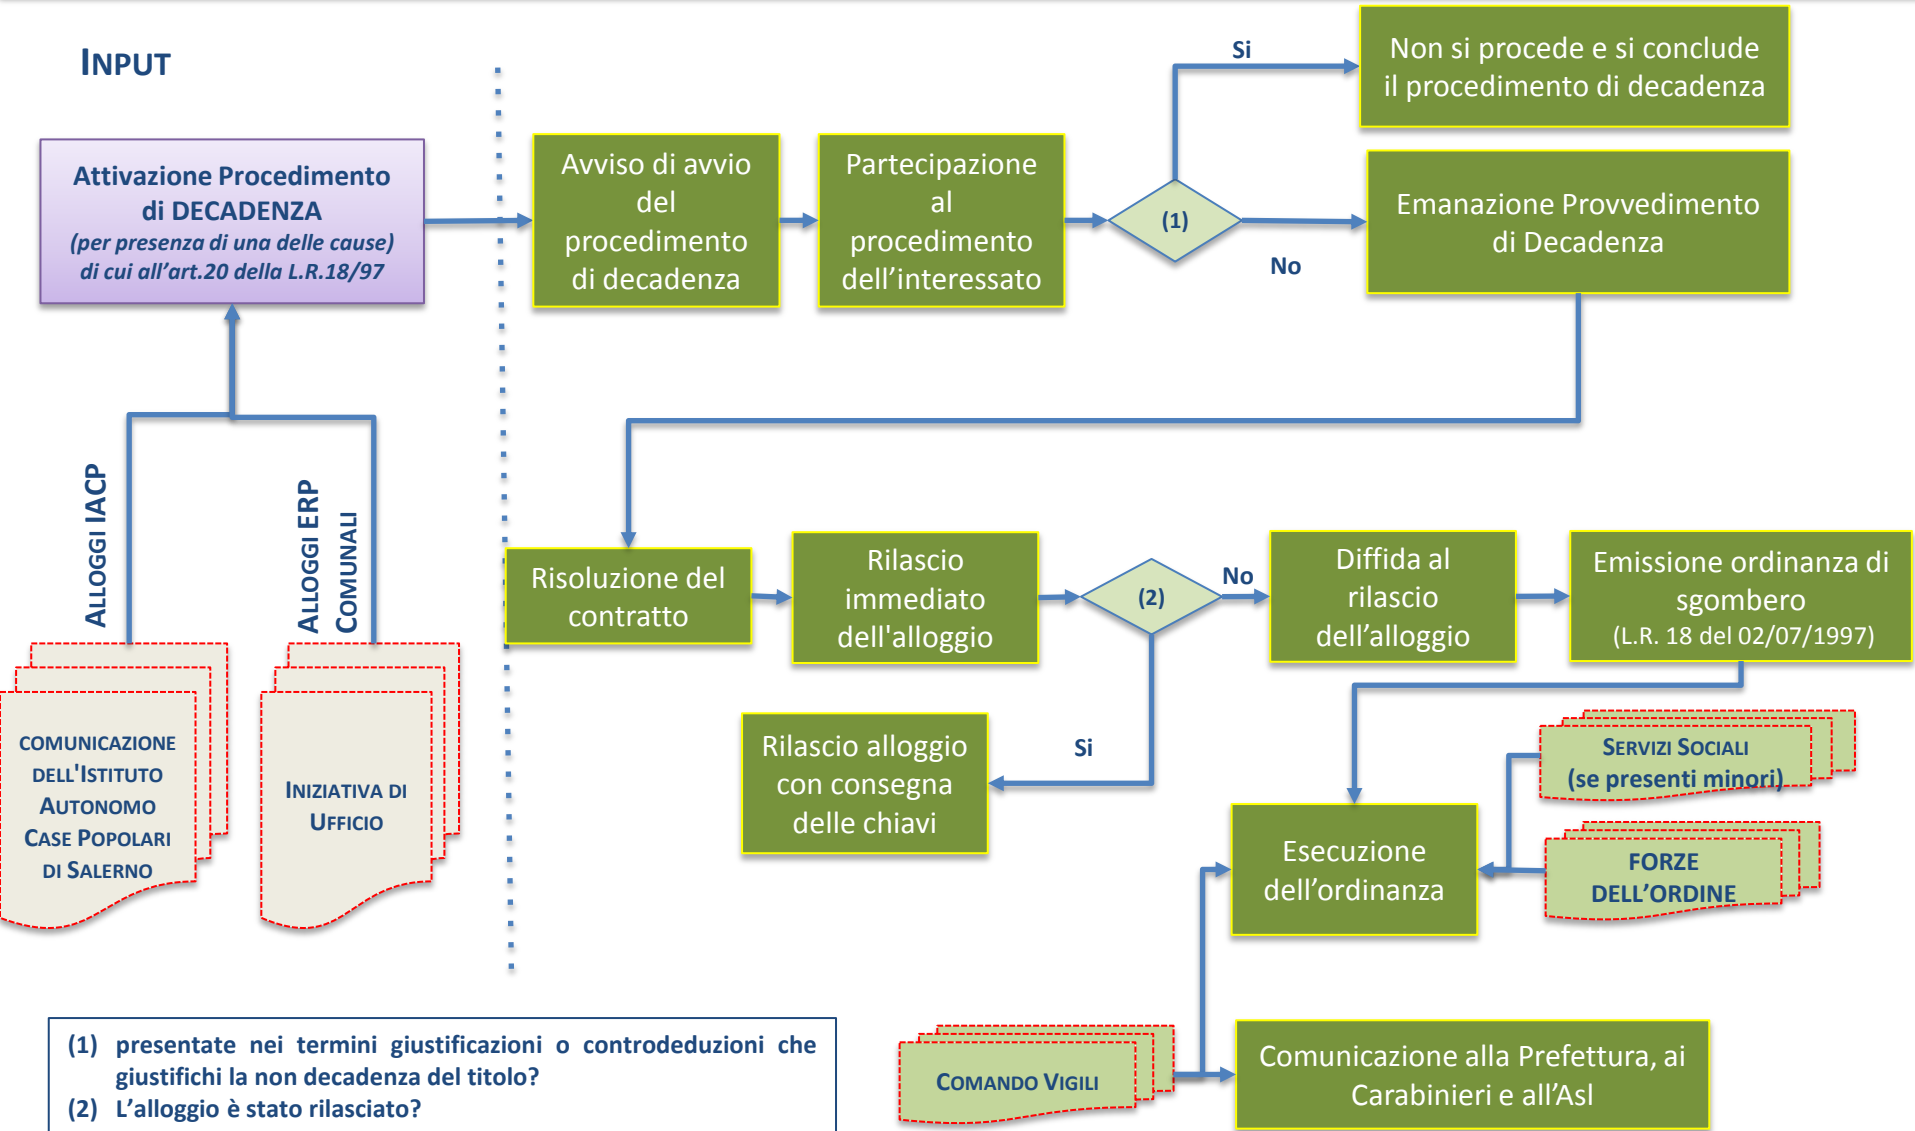 INPUT
Attivazione Procedimento
di DECADENZA
(per presenza di una delle cause)
di cui all'art.20 della L.R.18/97
Avviso di avvio
del
procedimento
di decadenza
Partecipazione
al
procedimento
dell'interessato
(1)
Si
Non si procede e si conclude
il procedimento di decadenza
No
Emanazione Provvedimento
di Decadenza
ALLOGGI IACP
ALLOGGI ERP
COMUNALI
COMUNICAZIONE
DELL'ISTITUTO
AUTONOMO
CASE POPOLARI
DI SALERNO
INIZIATIVA DI
UFFICIO
Risoluzione del
contratto
Rilascio
immediato
dell'alloggio
(2)
No
Diffida al
rilascio
dell'alloggio
Emissione ordinanza di
sgombero
(L.R. 18 del 02/07/1997)
Si
Rilascio alloggio
con consegna
delle chiavi
SERVIZI SOCIALI
(se presenti minori)
FORZE
DELL'ORDINE
Esecuzione
dell'ordinanza
COMANDO VIGILI
Comunicazione alla Prefettura, ai
Carabinieri e all'Asl
(1) presentate nei termini giustificazioni o controdeduzioni che
giustifichi la non decadenza del titolo?
(2) L'alloggio è stato rilasciato?